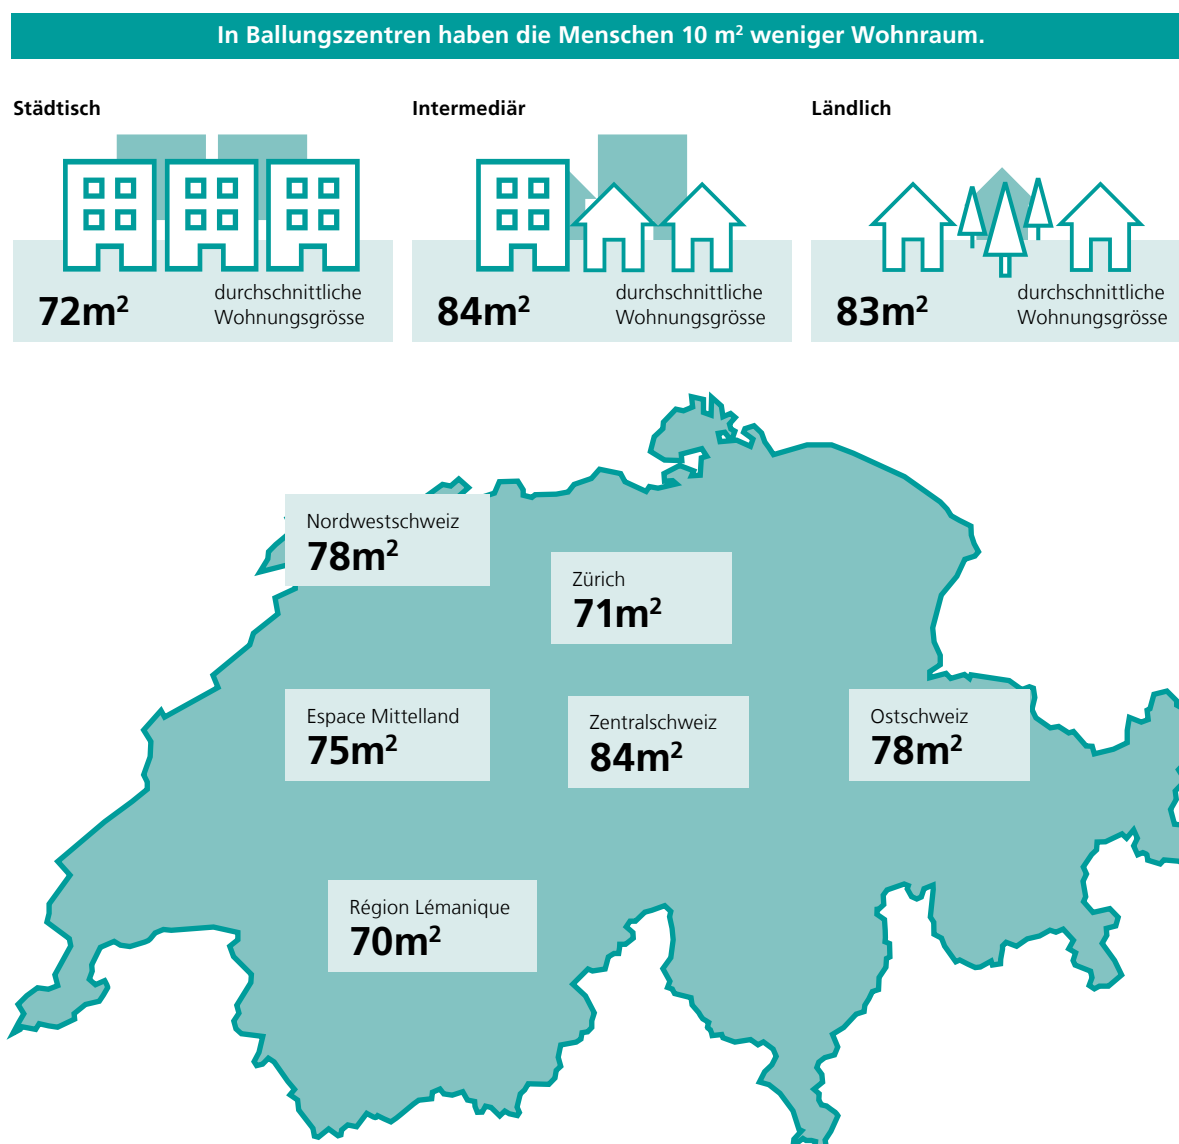 In Ballungszentren haben die Menschen 10 m² weniger Wohnraum.
Städtisch
72m²
durchschnittliche
Wohnungsgrösse
Intermediär
84m²
durchschnittliche
Wohnungsgrösse
Ländlich
83m²
durchschnittliche
Wohnungsgrösse
Nordwestschweiz
78m²
Zürich
71m²
Espace Mittelland
75m²
Zentralschweiz
84m²
Ostschweiz
78m²
Région Lémanique
70m²